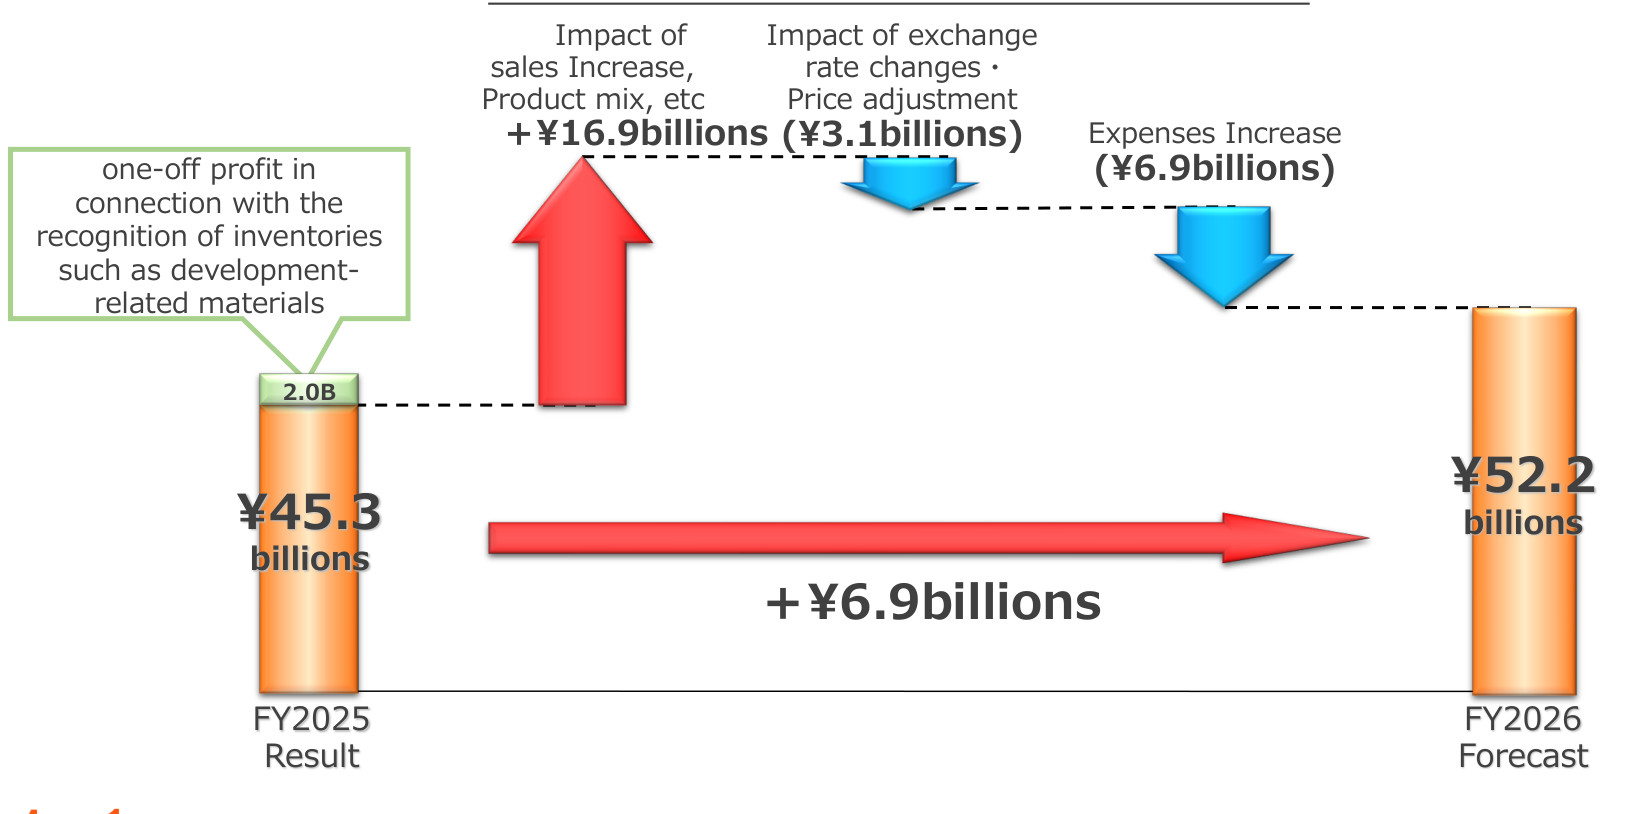 Impact of
sales Increase,
Product mix, etc
+¥16.9billions
Impact of exchange
rate changes・
Price adjustment
(¥3.1billions)
Expenses Increase
(¥6.9billions)
one-off profit in
connection with the
recognition of inventories
such as development-
related materials
2.0B
¥45.3
billions
¥52.2
billions
+¥6.9billions
FY2025
Result
FY2026
Forecast